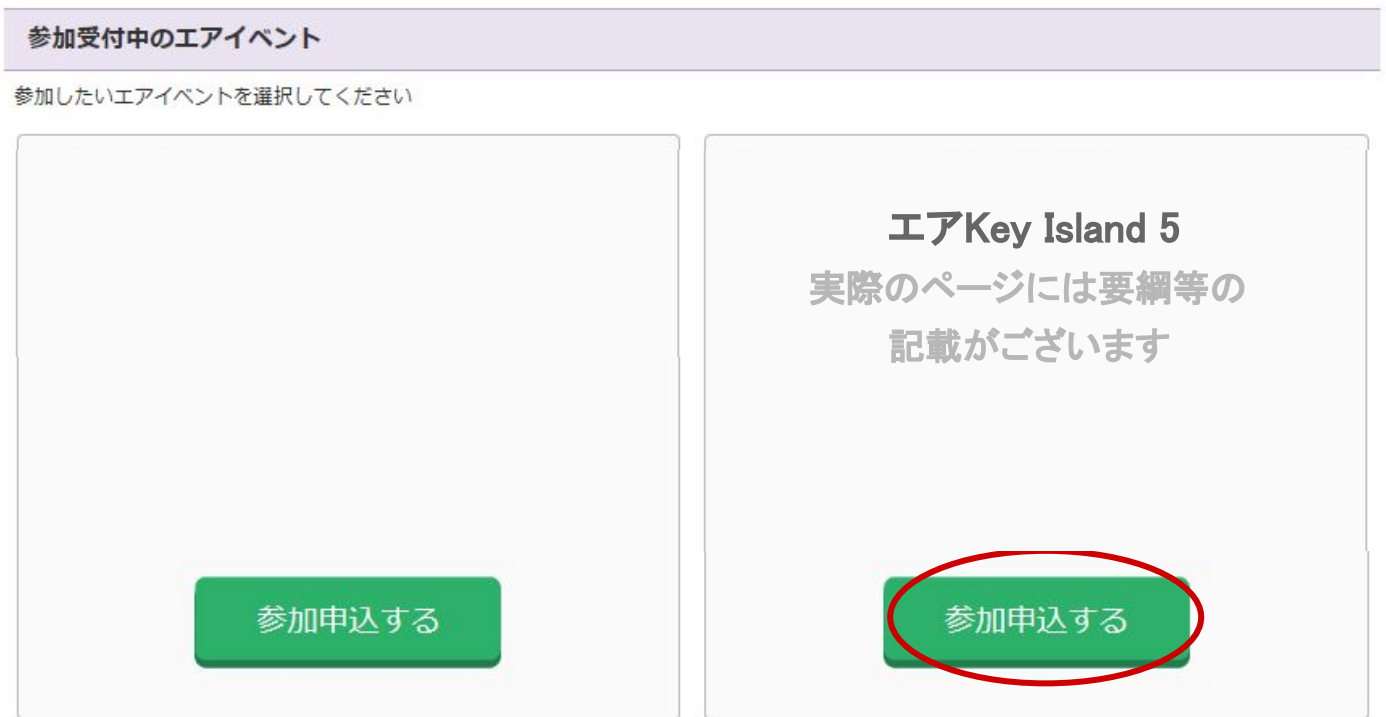 参加受付中のエアイベント
参加したいエアイベントを選択してください
エアKey Island 5
実際のページには要綱等の
記載がございます
参加申込する
参加申込する